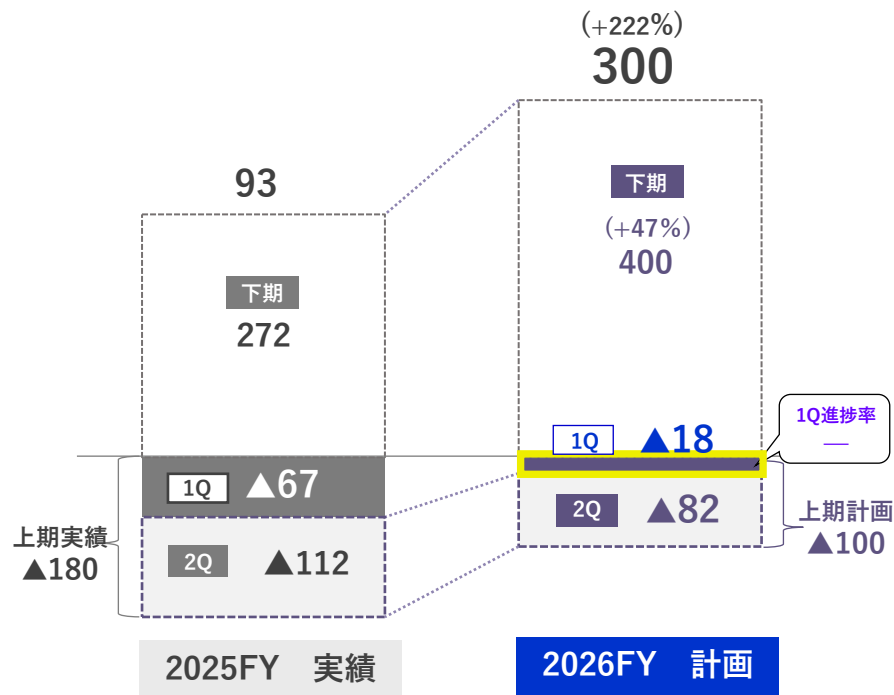 (+222%)
300
93
下期
(+47%)
400
下期
272
1Q進捗率
―
1Q ▲18
1Q ▲67
2Q ▲82
上期計画
▲100
上期実績
▲180
2Q ▲112
2025FY 実績
2026FY 計画